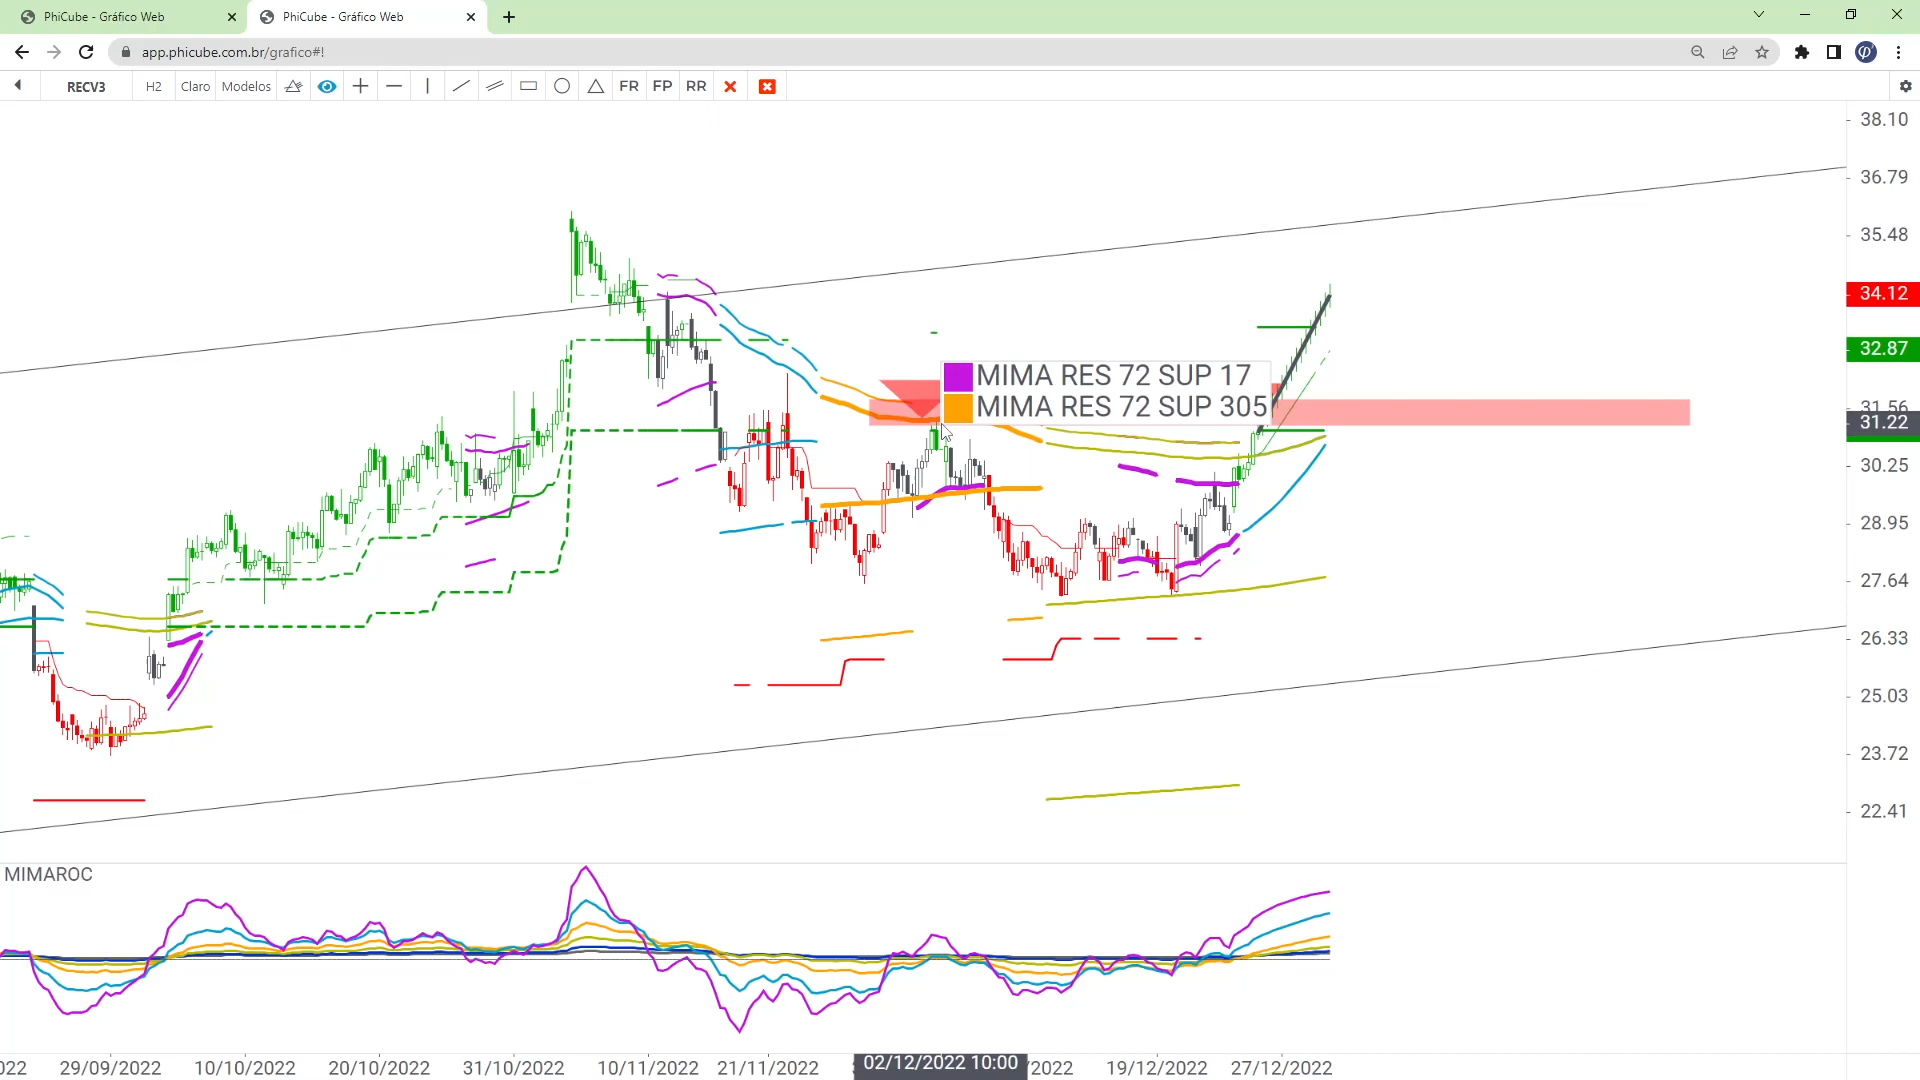 PhiCube - Gráfico Web
PhiCube - Gráfico Web
app.phicube.com.br/grafico#!
RECV3
H2
Claro
Modelos
FR
FP
RR
38.10
36.79
35.48
34.12
32.87
31.56
31.22
30.25
28.95
27.64
26.33
25.03
23.72
22.41
MIMA RES 72 SUP 17
MIMA RES 72 SUP 305
MIMAROC
022
29/09/2022
10/10/2022
20/10/2022
31/10/2022
10/11/2022
21/11/2022
02/12/2022 10:00
/2022
19/12/2022
27/12/2022